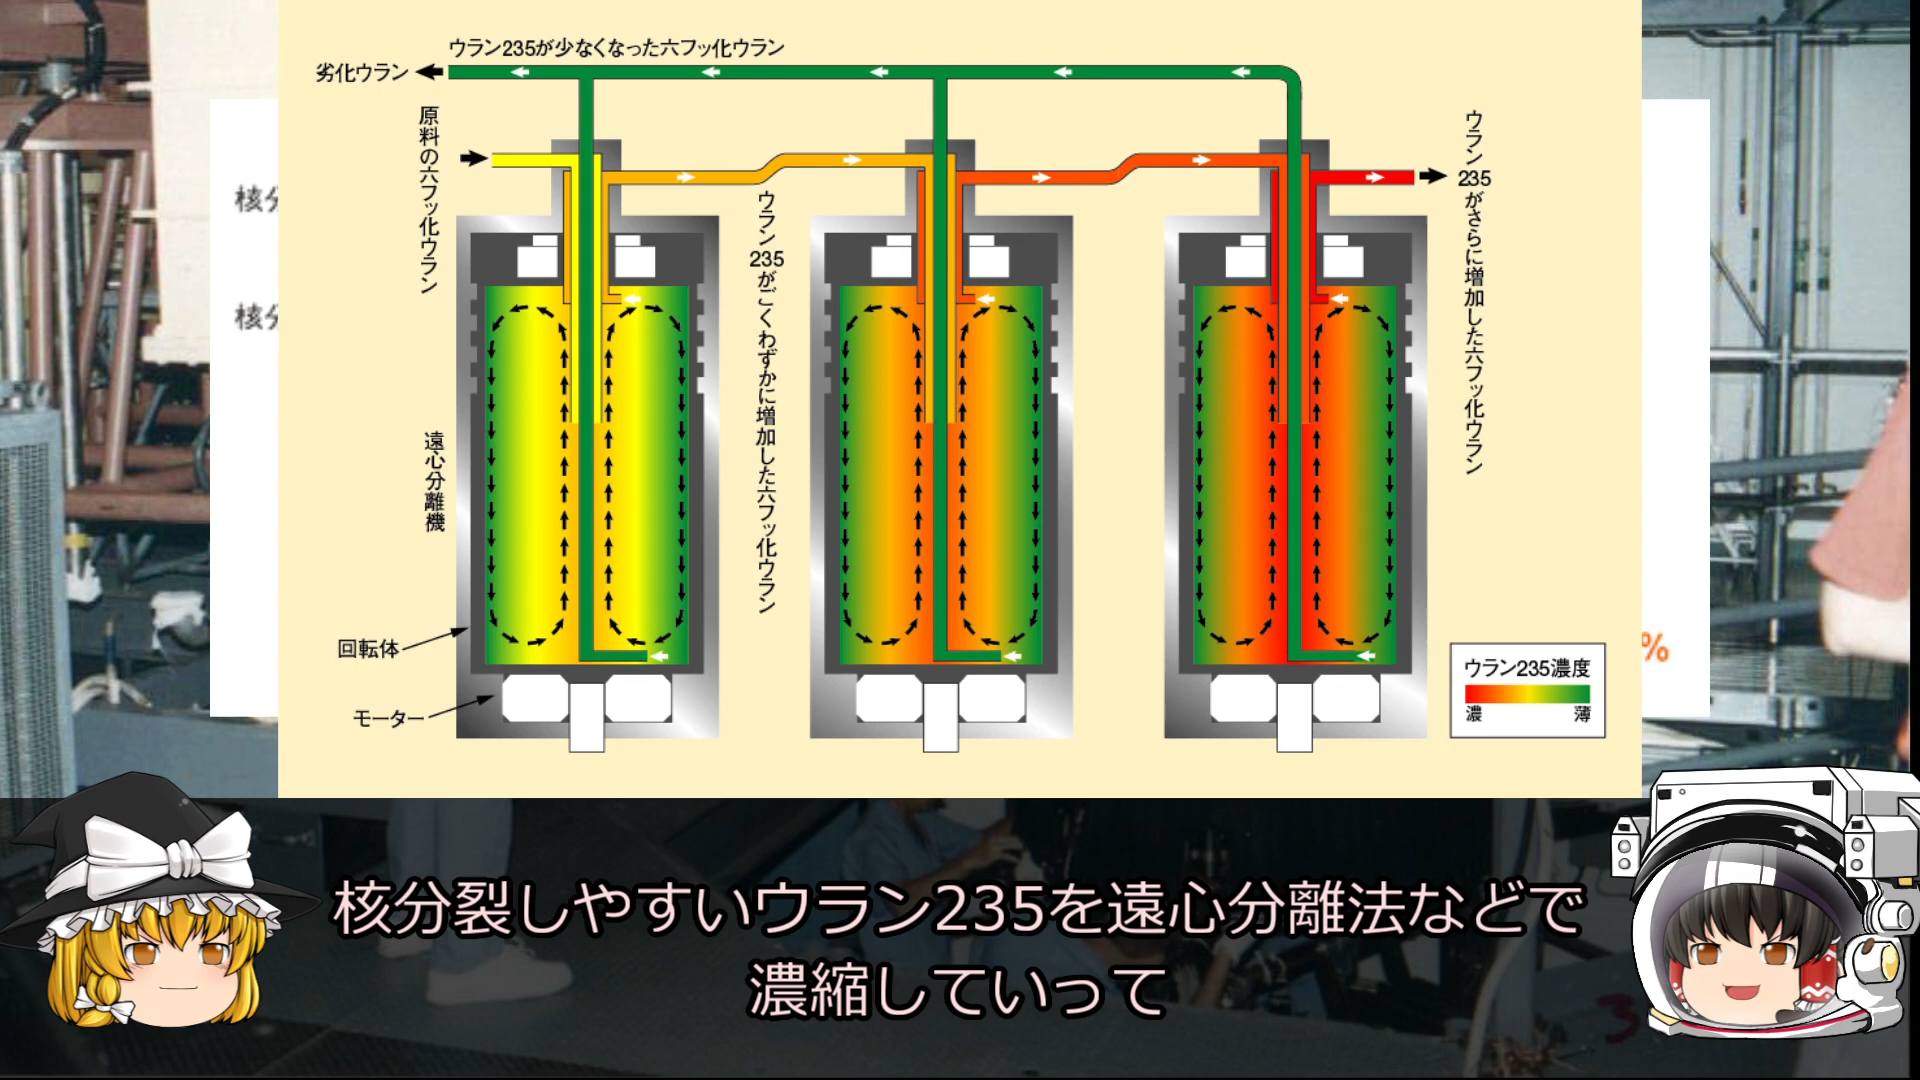 ウラン235が少なくなった六フッ化ウラン
劣化ウラン
原料の六フッ化ウラン
ウラン235がごくわずかに増加した六フッ化ウラン
ウラン235がさらに増加した六フッ化ウラン
遠心分離機
回転体
モーター
ウラン235濃度
濃 薄
核分
核分
%
核分裂しやすいウラン235を遠心分離法などで
濃縮していって